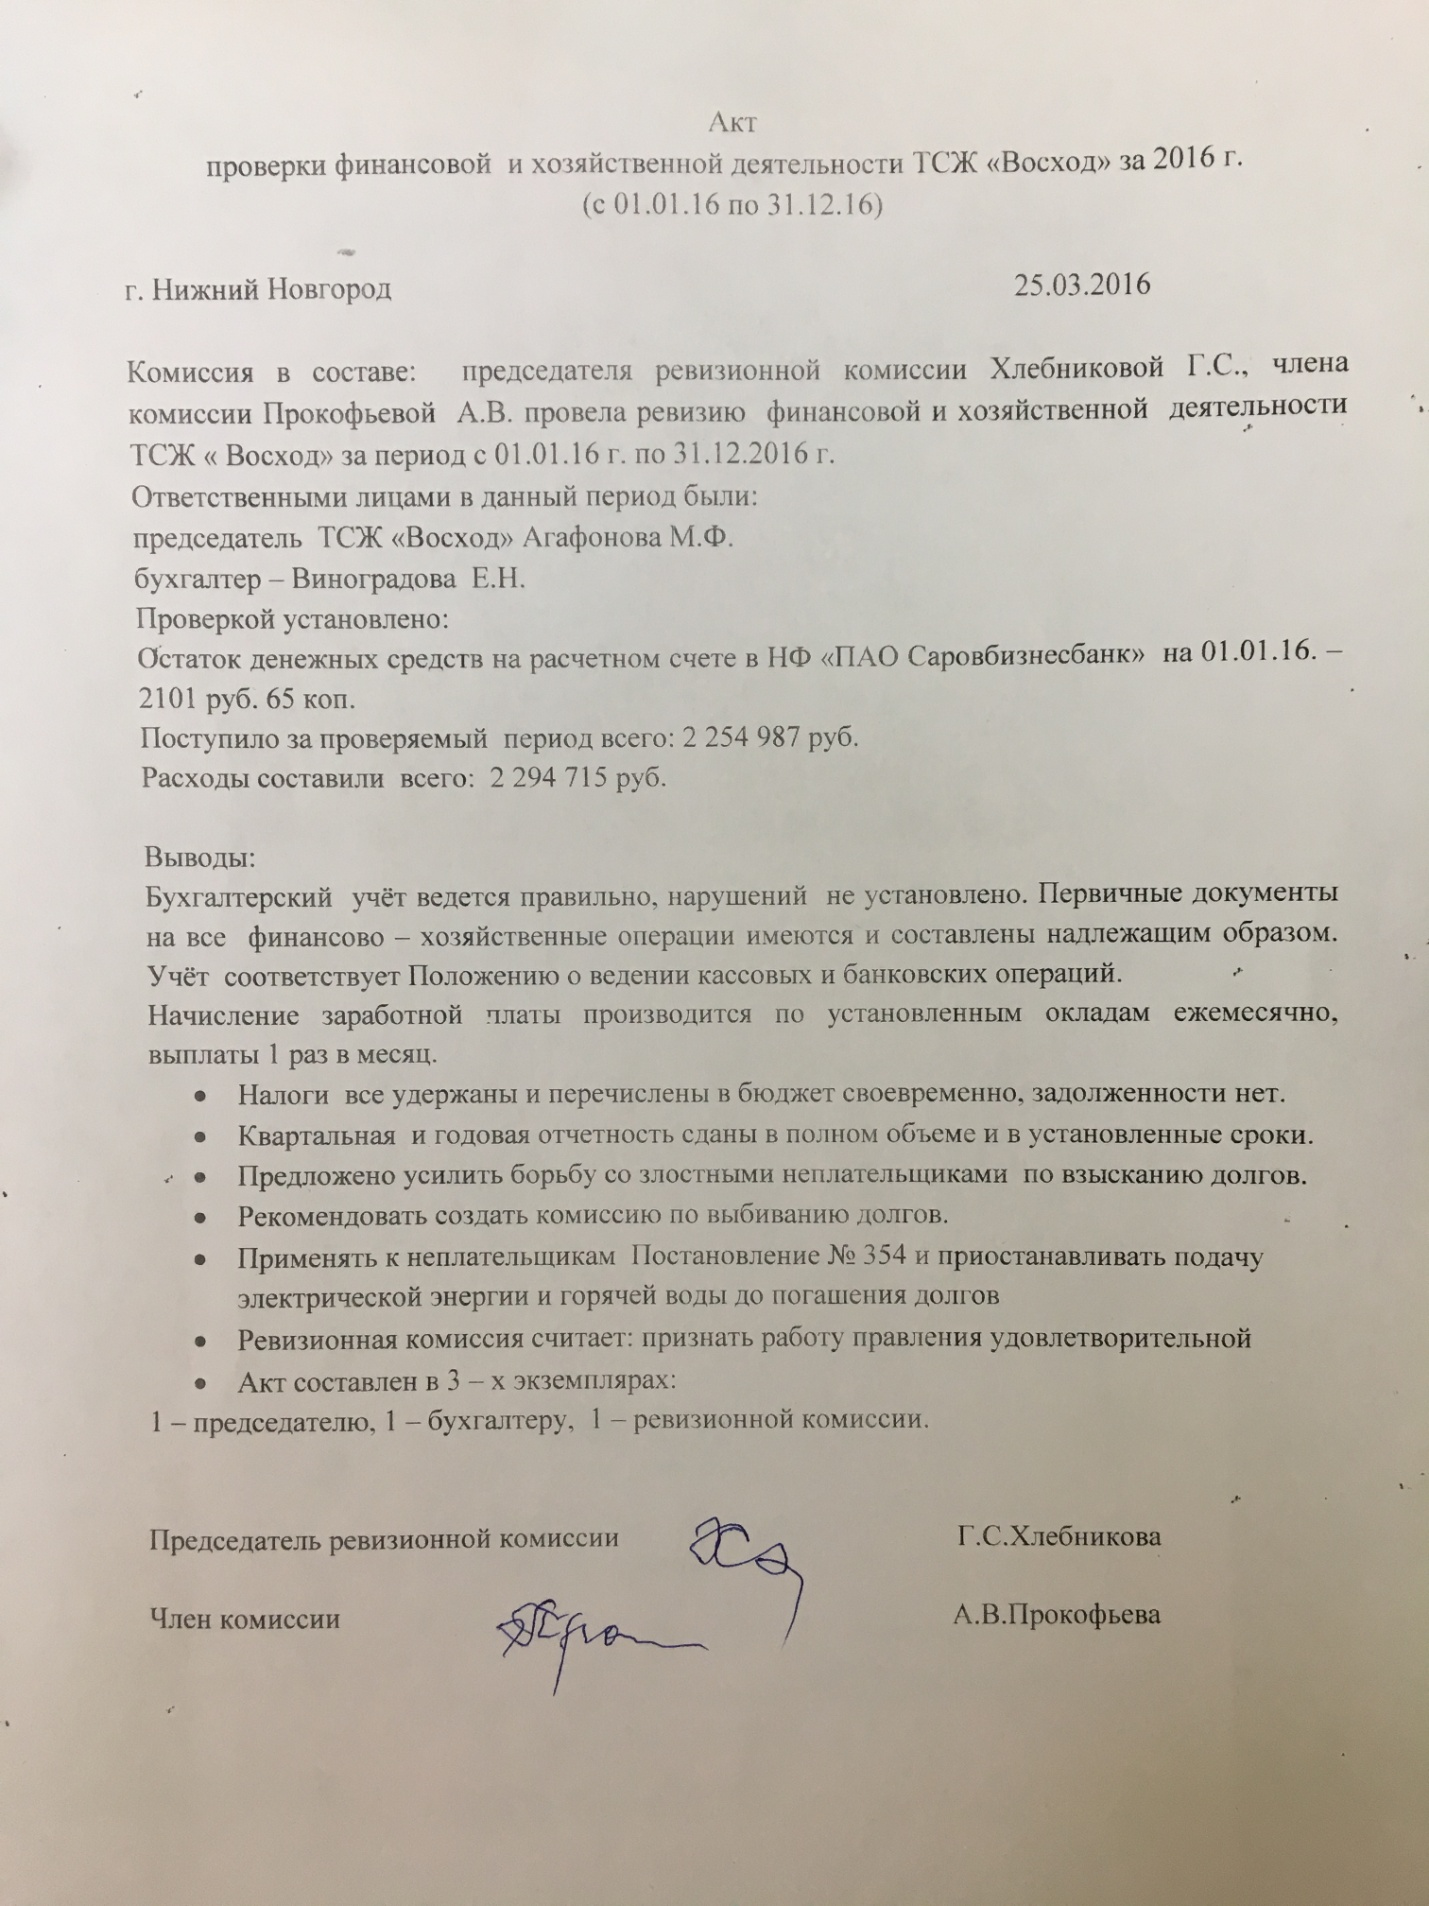 Акт
проверки финансовой и хозяйственной деятельности ТСЖ «Восход» за 2016 г.
(с 01.01.16 по 31.12.16)
г. Нижний Новгород 25.03.2016
Комиссия в составе: председателя ревизионной комиссии Хлебниковой Г.С., члена
комиссии Прокофьевой А.В. провела ревизию финансовой и хозяйственной деятельности
ТСЖ « Восход» за период с 01.01.16 г. по 31.12.2016 г.
Ответственными лицами в данный период были:
председатель ТСЖ «Восход» Агафонова М.Ф.
бухгалтер – Виноградова Е.Н.
Проверкой установлено:
Остаток денежных средств на расчетном счете в НФ «ПАО Саровбизнесбанк» на 01.01.16. –
2101 руб. 65 коп.
Поступило за проверяемый период всего: 2 254 987 руб.
Расходы составили всего: 2 294 715 руб.
Выводы:
Бухгалтерский учёт ведется правильно, нарушений не установлено. Первичные документы
на все финансово – хозяйственные операции имеются и составлены надлежащим образом.
Учёт соответствует Положению о ведении кассовых и банковских операций.
Начисление заработной платы производится по установленным окладам ежемесячно,
выплаты 1 раз в месяц.
• Налоги все удержаны и перечислены в бюджет своевременно, задолженности нет.
• Квартальная и годовая отчетность сданы в полном объеме и в установленные сроки.
• Предложено усилить борьбу со злостными неплательщиками по взысканию долгов.
• Рекомендовать создать комиссию по выбиванию долгов.
• Применять к неплательщикам Постановление № 354 и приостанавливать подачу
электрической энергии и горячей воды до погашения долгов
• Ревизионная комиссия считает: признать работу правления удовлетворительной
• Акт составлен в 3 – х экземплярах:
1 – председателю, 1 – бухгалтеру, 1 – ревизионной комиссии.
Председатель ревизионной комиссии Г.С.Хлебникова
Член комиссии А.В.Прокофьева